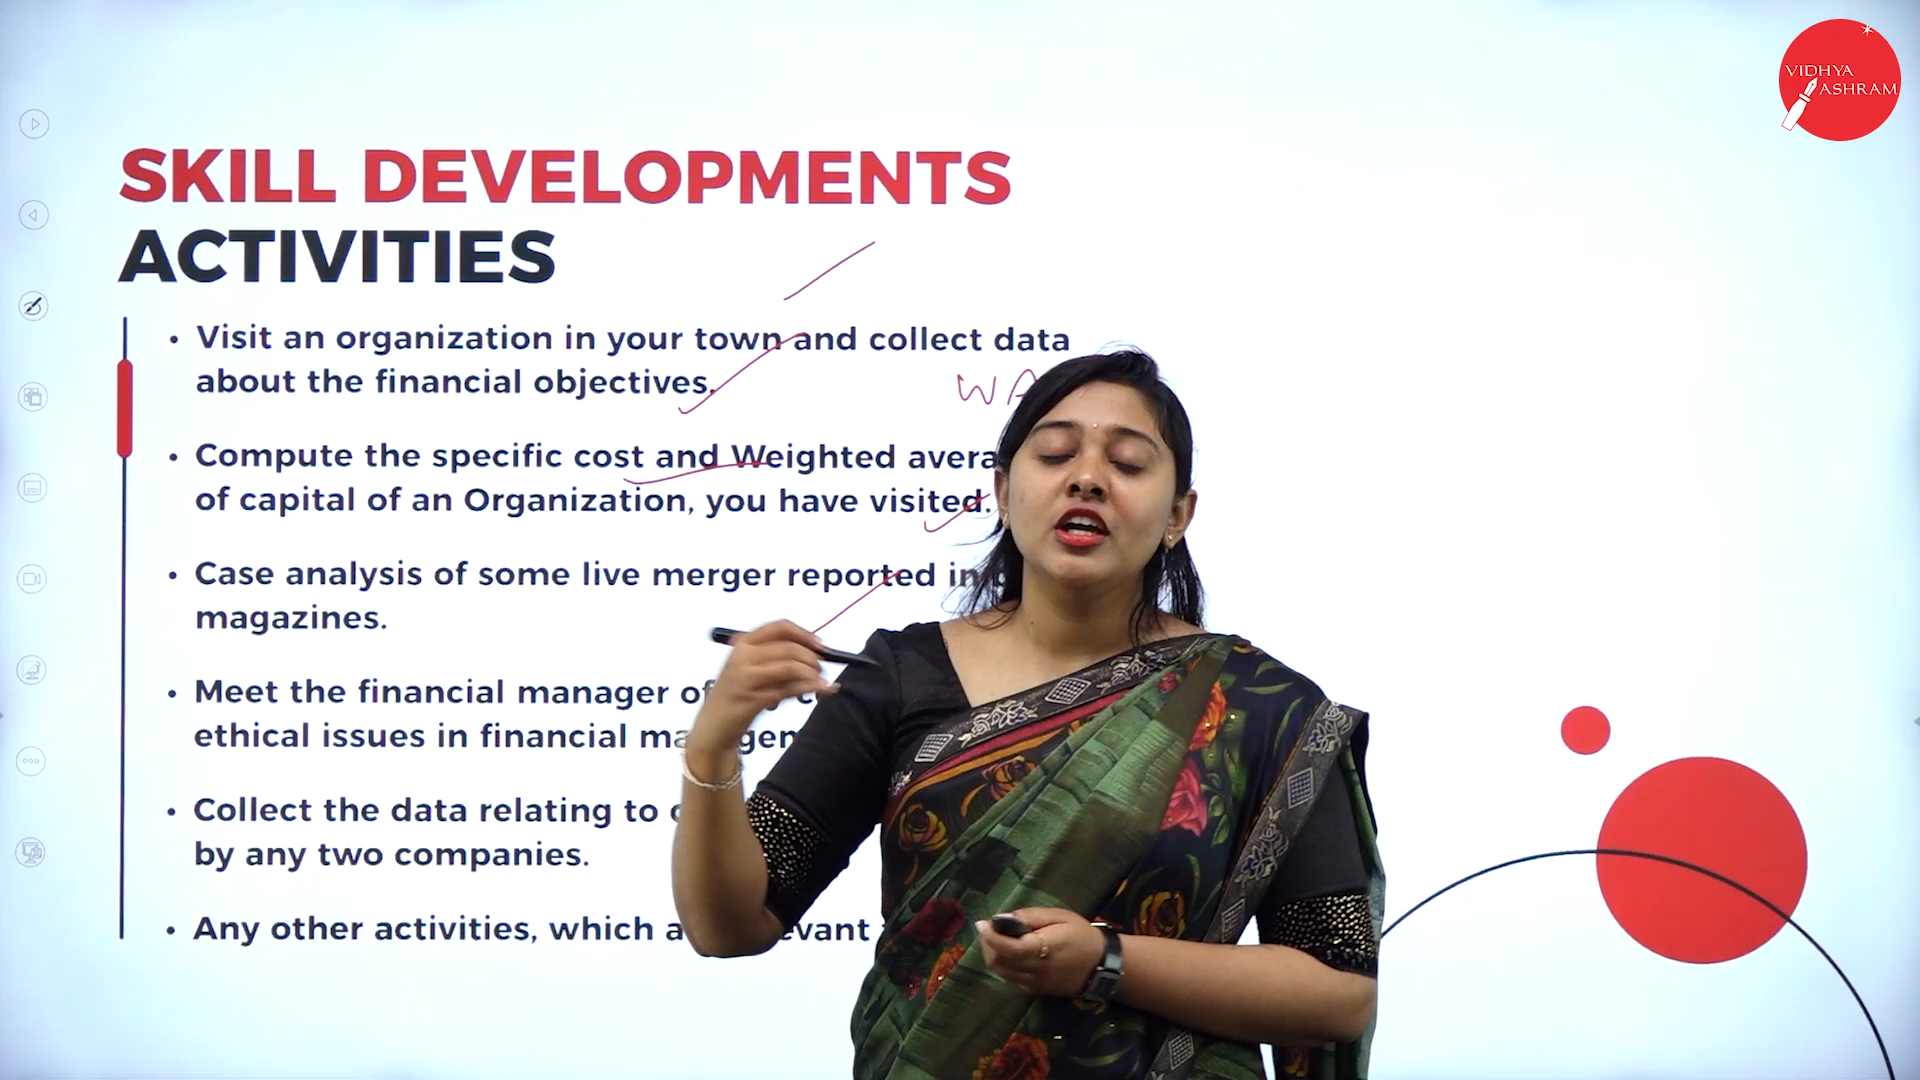 VIDHYA
ASHRAM
SKILL DEVELOPMENTS
ACTIVITIES
• Visit an organization in your town and collect data
about the financial objectives.
WA
• Compute the specific cost and Weighted
of capital of an Organization, you have visited.
• Case analysis of some live merger reported in
magazines.
• Meet the financial manager of
ethical issues in financial
• Collect the data relating to
by any two companies.
• Any other activities, which